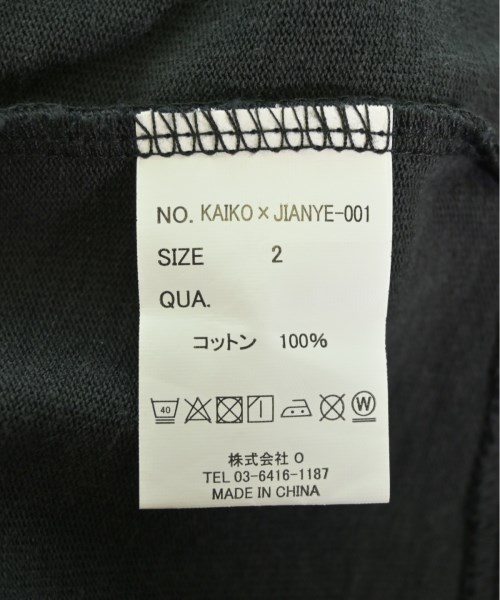 NO. KAIKO×JIANYE-001
SIZE 2
QUA.
コットン 100%
40 W
株式会社 O
TEL 03-6416-1187
MADE IN CHINA